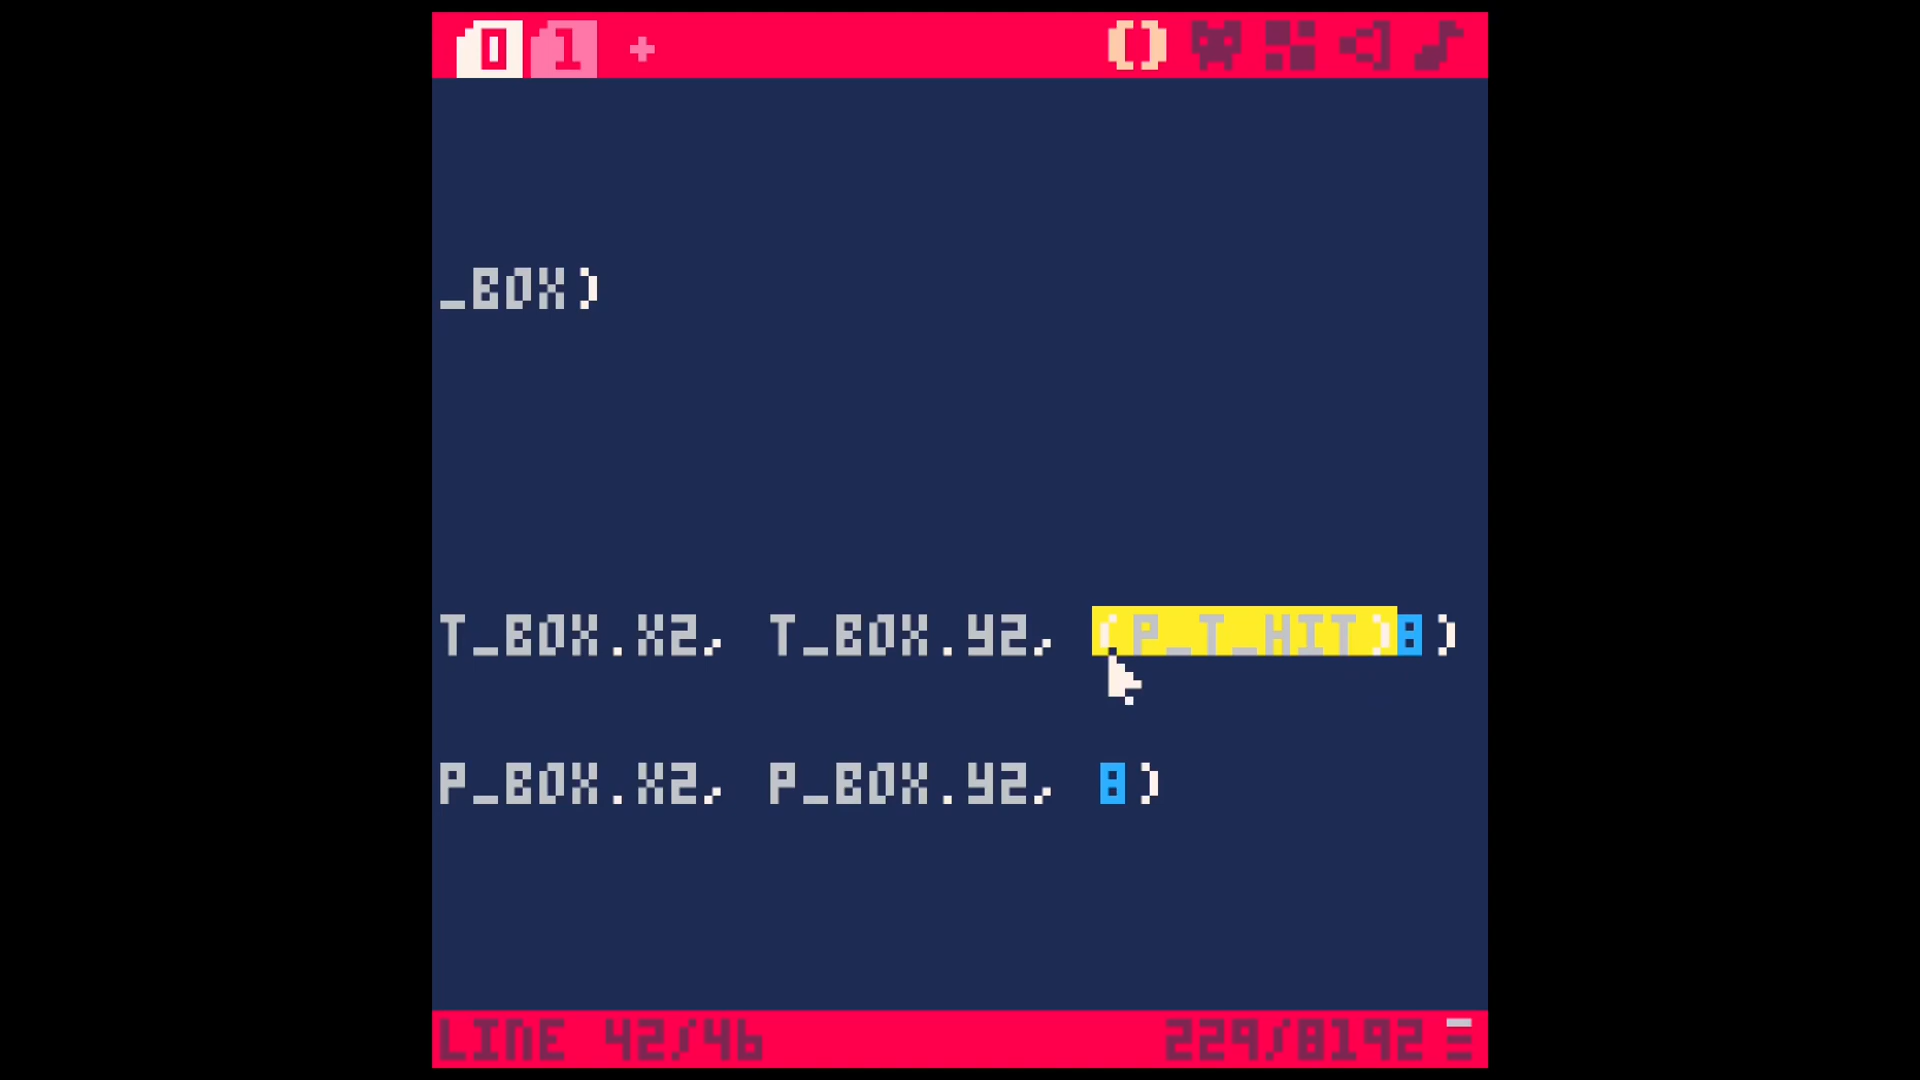 0 1 +
_BOX)
T_BOX.X2, T_BOX.Y2, (P_T_HIT)8)
P_BOX.X2, P_BOX.Y2, 8)
LINE 42/46 229/8192